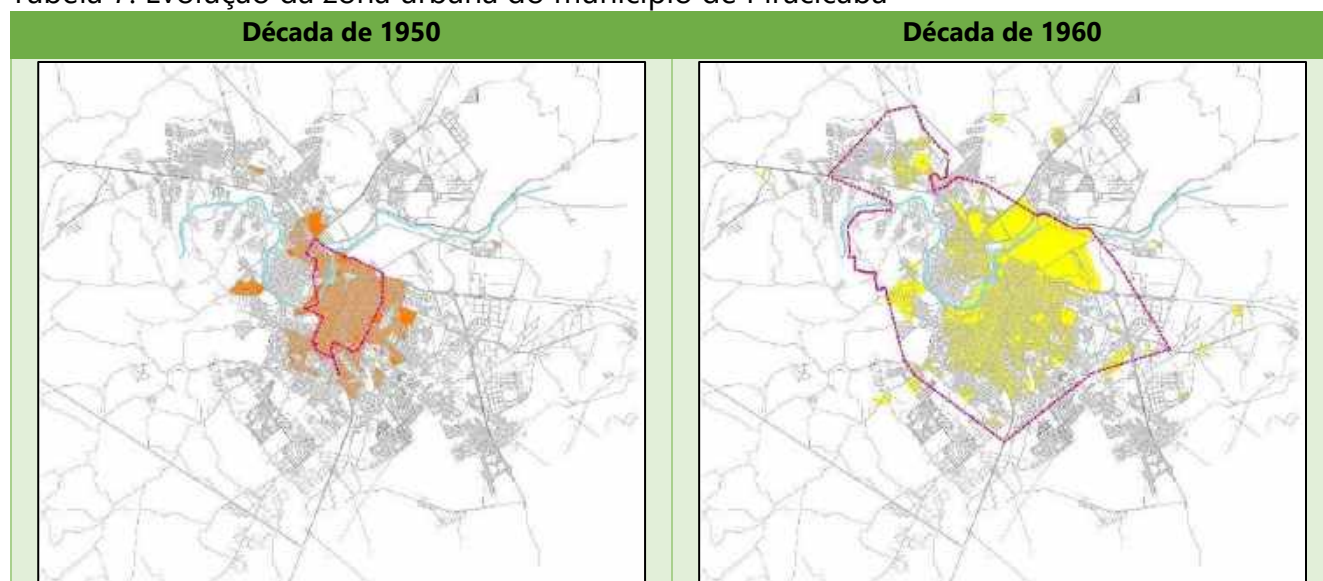 Tabela 7. Evolução da zona urbana do município de Piracicaba
Década de 1950
Década de 1960